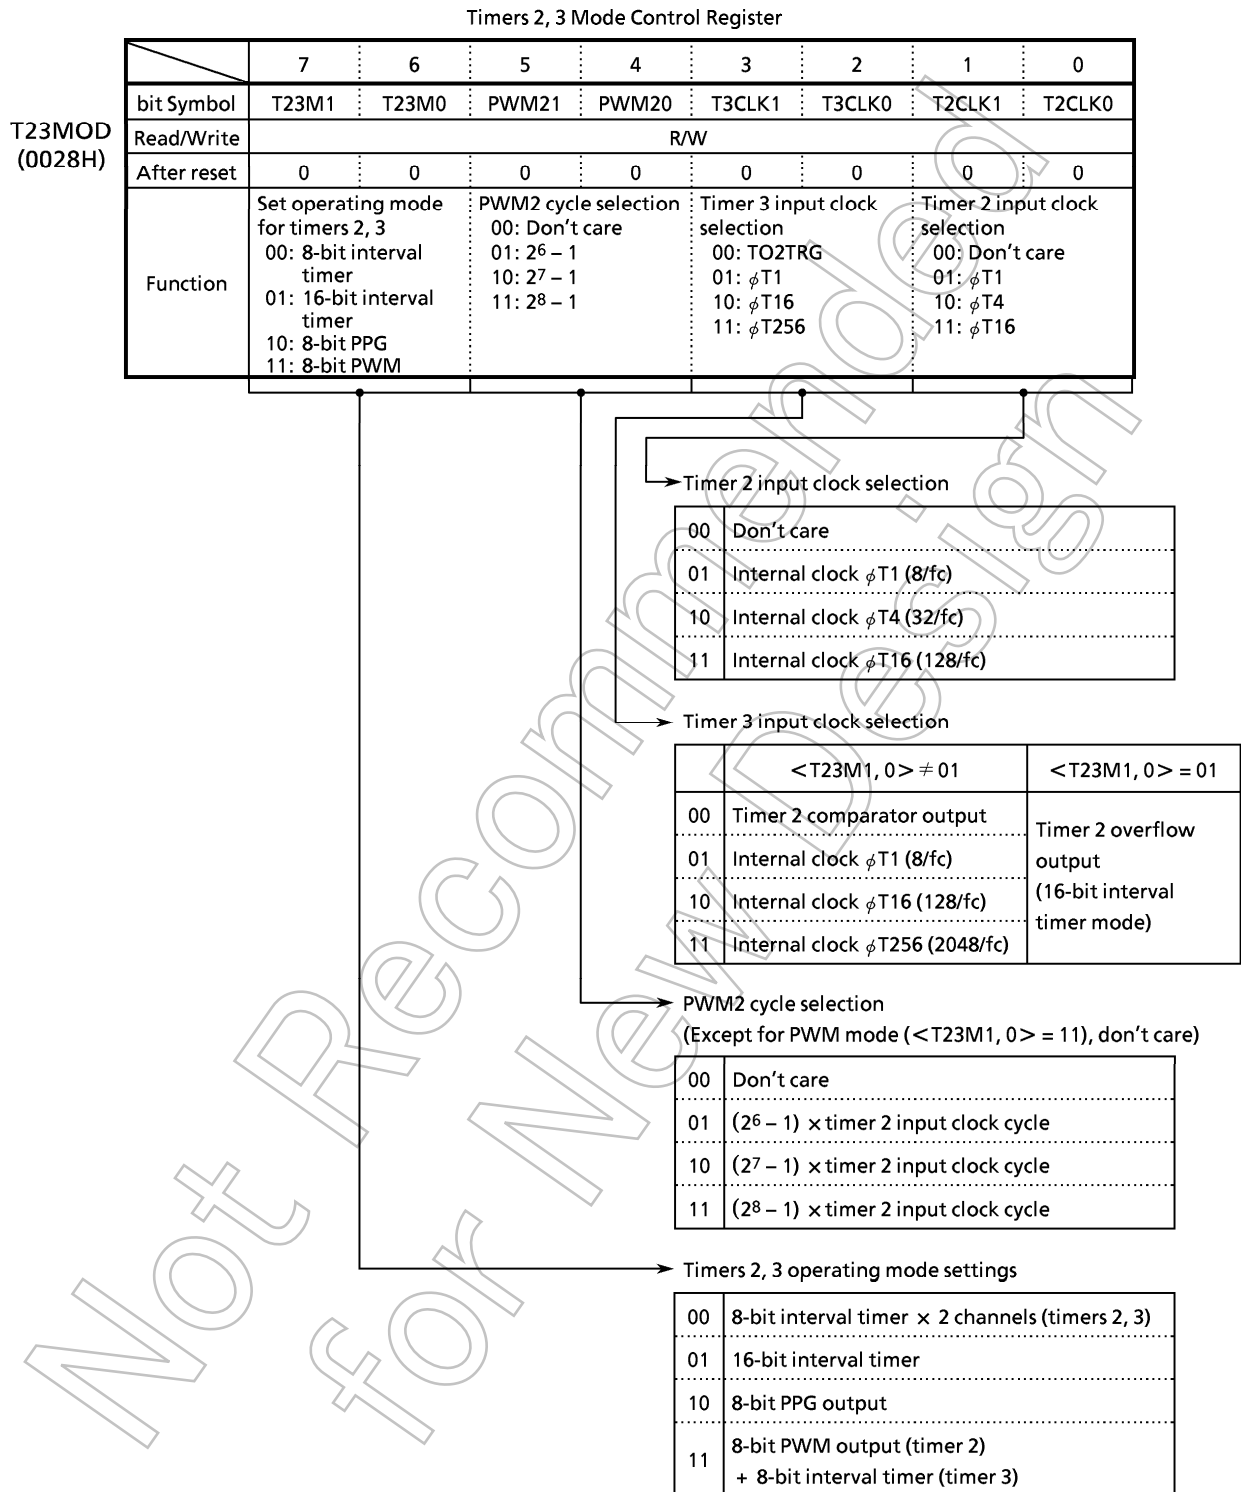 Timers 2, 3 Mode Control Register
7 6 5 4 3 2 1 0
bit Symbol T23M1 T23M0 PWM21 PWM20 T3CLK1 T3CLK0 T2CLK1 T2CLK0
T23MOD
(0028H)
Read/Write R/W
After reset 0 0 0 0 0 0 0 0
Function
Set operating mode
for timers 2, 3
00: 8-bit interval
timer
01: 16-bit interval
timer
10: 8-bit PPG
11: 8-bit PWM
PWM2 cycle selection
00: Don't care
01: 2⁶ – 1
10: 2⁷ – 1
11: 2⁸ – 1
Timer 3 input clock
selection
00: TO2TRG
01: ϕT1
10: ϕT16
11: ϕT256
Timer 2 input clock
selection
00: Don't care
01: ϕT1
10: ϕT4
11: ϕT16
Timer 2 input clock selection
00 Don't care
01 Internal clock ϕT1 (8/fc)
10 Internal clock ϕT4 (32/fc)
11 Internal clock ϕT16 (128/fc)
Timer 3 input clock selection
<T23M1, 0> ≠ 01 <T23M1, 0> = 01
00 Timer 2 comparator output
01 Internal clock ϕT1 (8/fc)
10 Internal clock ϕT16 (128/fc)
11 Internal clock ϕT256 (2048/fc)
Timer 2 overflow
output
(16-bit interval
timer mode)
PWM2 cycle selection
(Except for PWM mode (<T23M1, 0> = 11), don't care)
00 Don't care
01 (2⁶ – 1) × timer 2 input clock cycle
10 (2⁷ – 1) × timer 2 input clock cycle
11 (2⁸ – 1) × timer 2 input clock cycle
Timers 2, 3 operating mode settings
00 8-bit interval timer × 2 channels (timers 2, 3)
01 16-bit interval timer
10 8-bit PPG output
11 8-bit PWM output (timer 2)
+ 8-bit interval timer (timer 3)
Not Recommended
for New Design